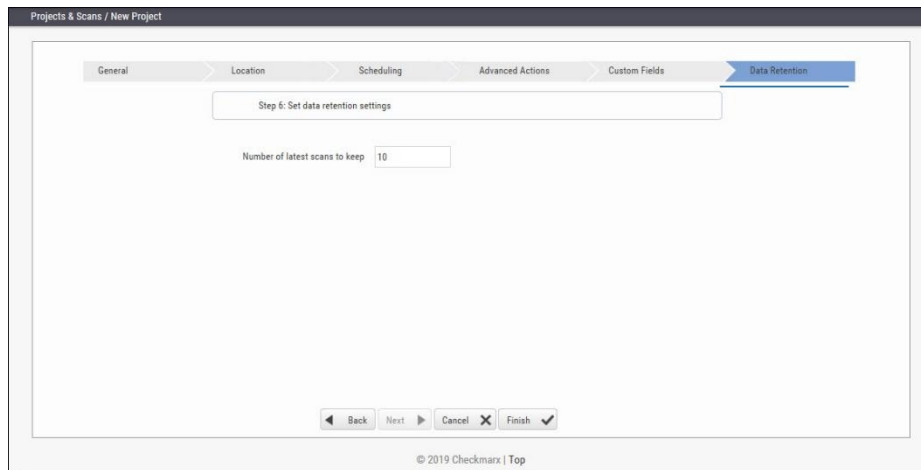 Projects & Scans / New Project
General Location Scheduling Advanced Actions Custom Fields Data Retention
Step 6: Set data retention settings
Number of latest scans to keep 10
Back Next Cancel Finish
© 2019 Checkmarx | Top